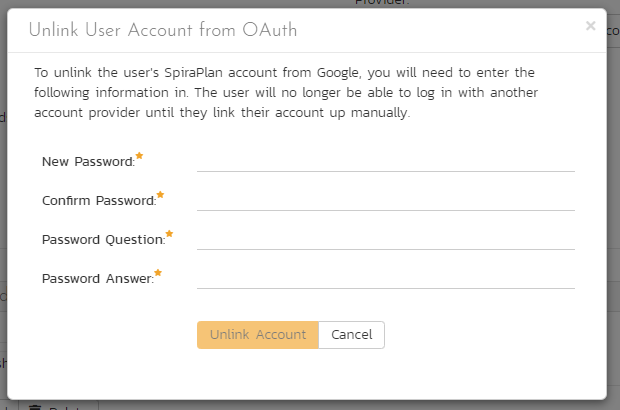 Provider:
Unlink User Account from OAuth
×
To unlink the user's SpiraPlan account from Google, you will need to enter the
following information in. The user will no longer be able to log in with another
account provider until they link their account up manually.
New Password:
Confirm Password:
Password Question:
Password Answer:
Unlink Account Cancel